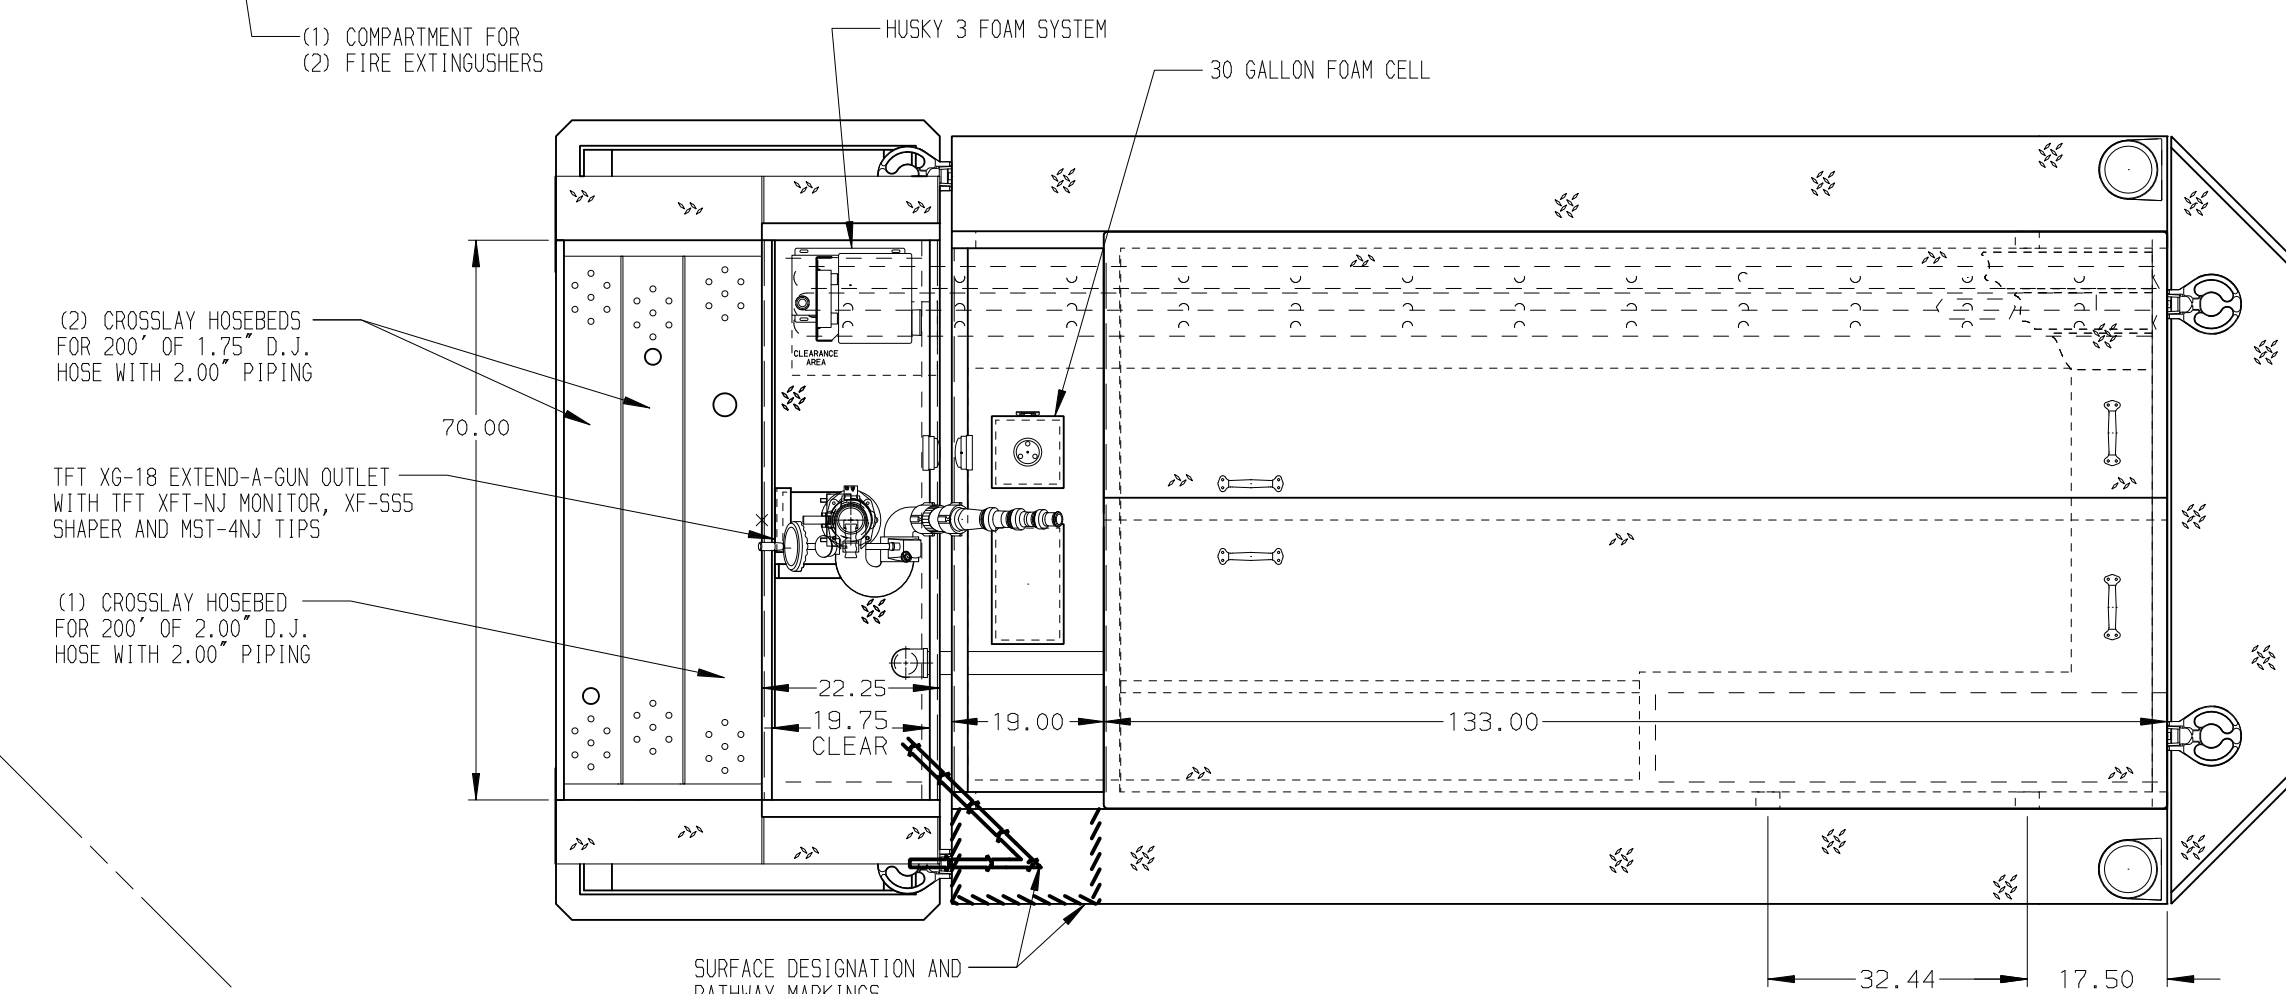 (1) COMPARTMENT FOR
(2) FIRE EXTINGUSHERS
HUSKY 3 FOAM SYSTEM
30 GALLON FOAM CELL
(2) CROSSLAY HOSEBEDS
FOR 200' OF 1.75" D.J.
HOSE WITH 2.00" PIPING
CLEARANCE
AREA
70.00
TFT XG-18 EXTEND-A-GUN OUTLET
WITH TFT XFT-NJ MONITOR, XF-SS5
SHAPER AND MST-4NJ TIPS
(1) CROSSLAY HOSEBED
FOR 200' OF 2.00" D.J.
HOSE WITH 2.00" PIPING
22.25
19.75
CLEAR
19.00
133.00
SURFACE DESIGNATION AND
PATHWAY MARKINGS
32.44
17.50